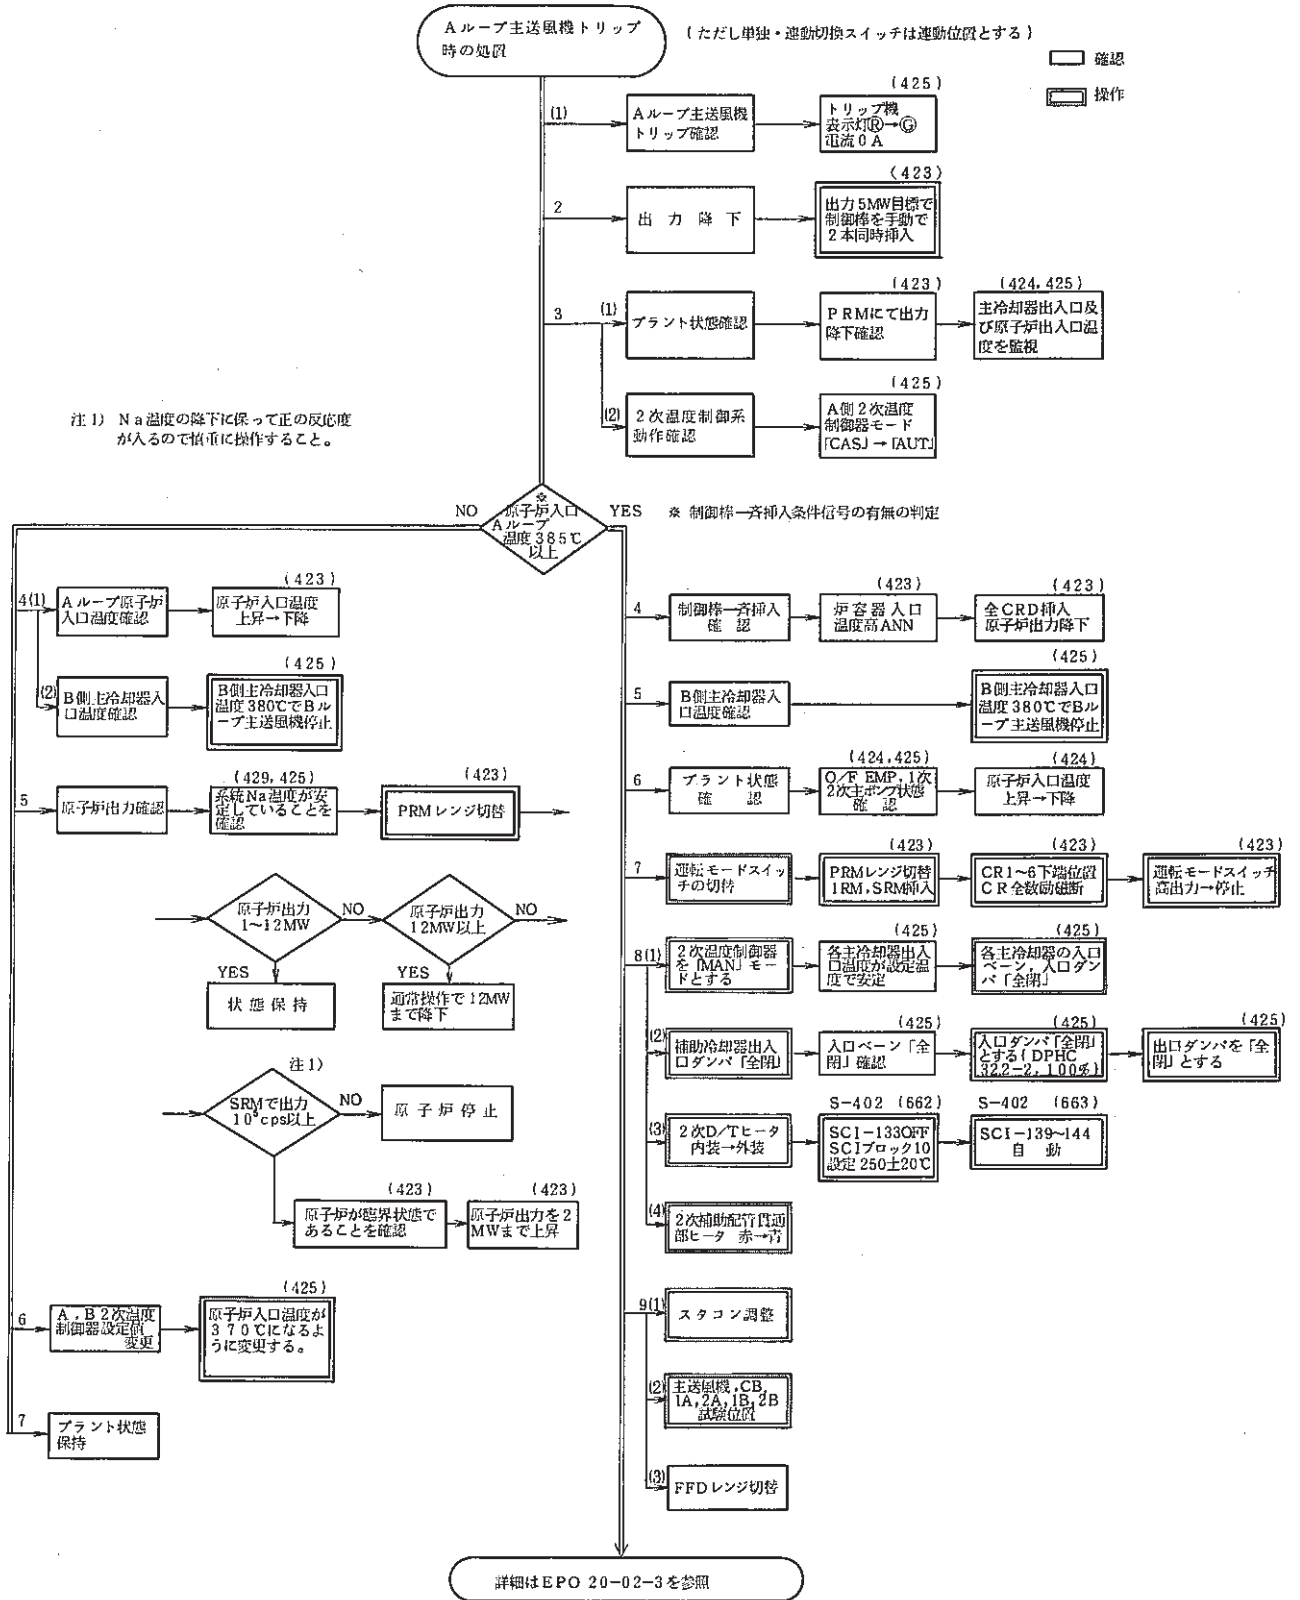 Aループ主送風機トリップ
時の処置
(ただし単独・連動切換スイッチは連動位置とする)
確認
操作
(1)
Aループ主送風機
トリップ確認
(425)
トリップ機
表示灯Ⓡ→Ⓖ
電流0A
2
出力降下
(423)
出力5MW目標で
制御棒を手動で
2本同時挿入
3
(1)
プラント状態確認
(423)
PRMにて出力
降下確認
(424,425)
主冷却器出入口及
び原子炉出入口温
度を監視
(2)
2次温度制御系
動作確認
(425)
A側2次温度
制御器モード
「CAS」→「AUT」
注1) Na温度の降下に保って正の反応度
が入るので慎重に操作すること。
NO
※
原子炉入口
Aループ
温度385℃
以上
YES
※ 制御棒一斉挿入条件信号の有無の判定
4(1)
Aループ原子炉
入口温度確認
(423)
原子炉入口温度
上昇→下降
(2)
B側主冷却器入
口温度確認
(425)
B側主冷却器入口
温度380℃でBル
ープ主送風機停止
5
原子炉出力確認
(429,425)
系統Na温度が安
定していることを
確認
(423)
PRMレンジ切替
原子炉出力
1~12MW
NO
原子炉出力
12MW以上
NO
YES
状態保持
YES
通常操作で12MW
まで降下
注1)
SRMで出力
10³cps以上
NO
原子炉停止
(423)
原子炉が臨界状態で
あることを確認
(423)
原子炉出力を2
MWまで上昇
6
A,B2次温度
制御器設定値
変更
(425)
原子炉入口温度が
370℃になるよ
うに変更する。
7
プラント状態
保持
4
制御棒一斉挿入
確認
(423)
炉容器入口
温度高ANN
(423)
全CRD挿入
原子炉出力降下
5
B側主冷却器入
口温度確認
(425)
B側主冷却器入口
温度380℃でBル
ープ主送風機停止
6
プラント状態
確認
(424,425)
O/F EMP,1次
2次主ポンプ状態
確認
(424)
原子炉入口温度
上昇→下降
7
運転モードスイッ
チの切替
(423)
PRMレンジ切替
1RM,SRM挿入
(423)
CR1~6下端位置
CR全数励磁断
(423)
運転モードスイッチ
高出力→停止
8(1)
2次温度制御器
を「MAN」モー
ドとする
(425)
各主冷却器出入
口温度が設定温
度で安定
(425)
各主冷却器の入口
ベーン,入口ダン
パ「全閉」
(2)
補助冷却器出入
口ダンパ「全閉」
(425)
入口ベーン「全
閉」確認
(425)
入口ダンパ「全閉」
とする(DPHC
32.2-2, 100%)
(425)
出口ダンパを「全
閉」とする
(3)
2次D/Tヒータ
内装→外装
S-402 (662)
SCI-133OFF
SCIブロック10
設定250±20℃
S-402 (663)
SCI-139~144
自動
(4)
2次補助配管貫通
部ヒータ 赤→青
9(1)
スタコン調整
(2)
主送風機,CB,
1A,2A,1B,2B
試験位置
(3)
FFDレンジ切替
詳細はEPO 20-02-3を参照